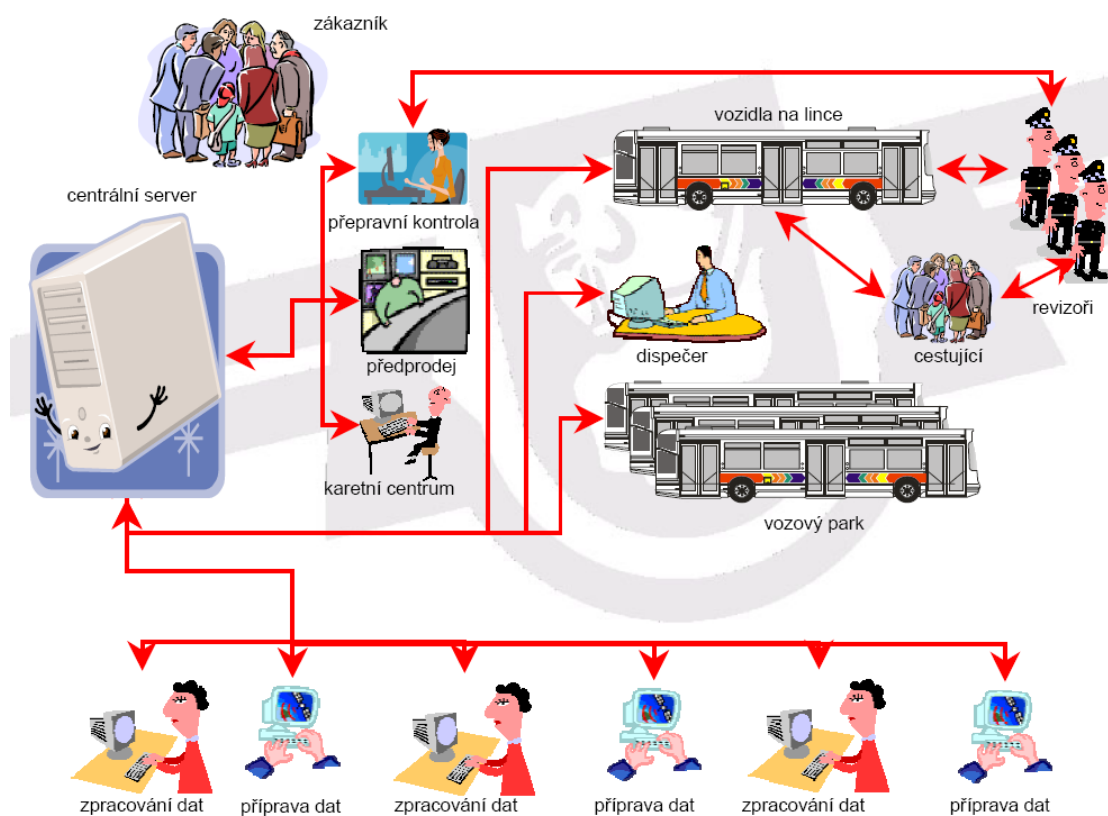 zákazník
vozidla na lince
centrální server
přepravní kontrola
revizoři
předprodej
dispečer
cestující
karetní centrum
vozový park
zpracování dat
příprava dat
zpracování dat
příprava dat
zpracování dat
příprava dat